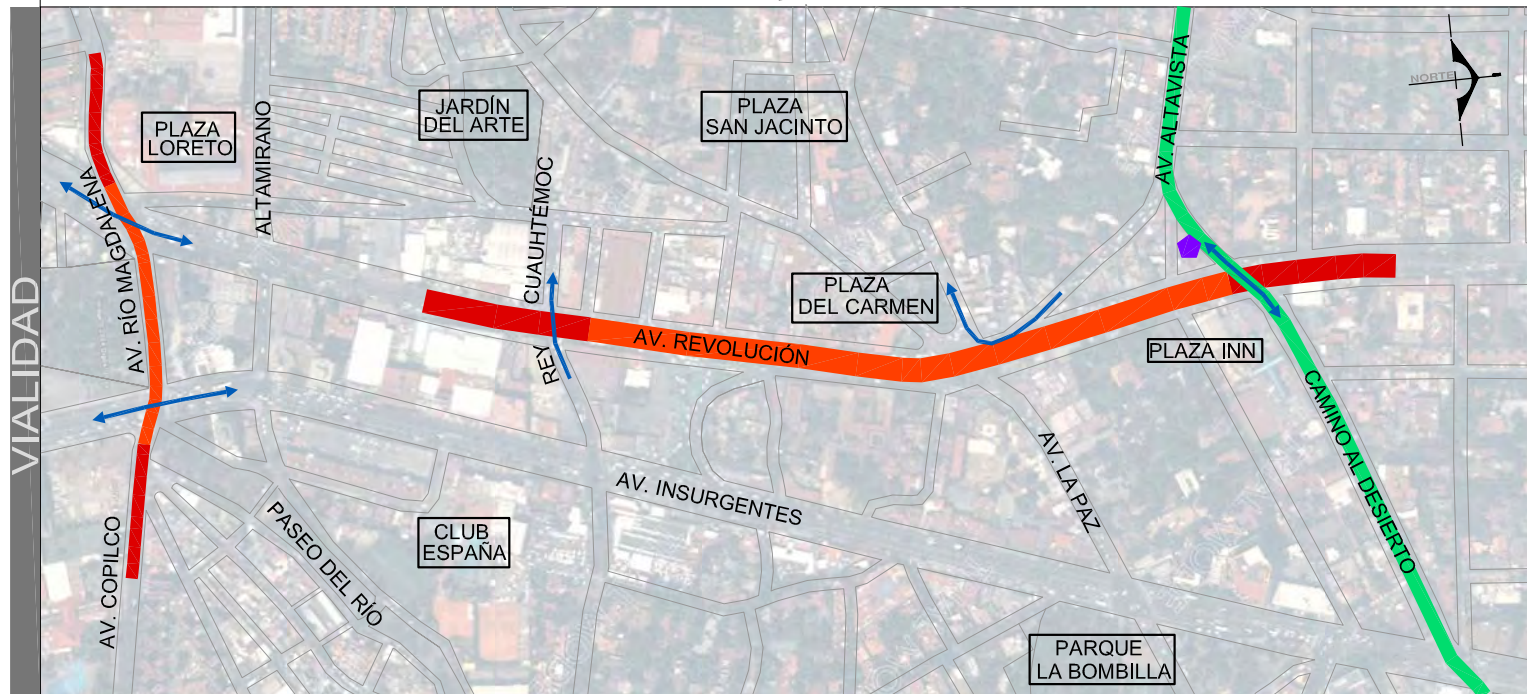 VIALIDAD
NORTE
PLAZA
LORETO
ALTAMIRANO
JARDÍN
DEL ARTE
PLAZA
SAN JACINTO
AV. ALTAVISTA
AV. RÍO MAGDALENA
REY CUAUHTÉMOC
PLAZA
DEL CARMEN
AV. REVOLUCIÓN
PLAZA INN
CAMINO AL DESIERTO
AV. INSURGENTES
AV. LA PAZ
AV. COPILCO
PASEO DEL RÍO
CLUB
ESPAÑA
PARQUE
LA BOMBILLA